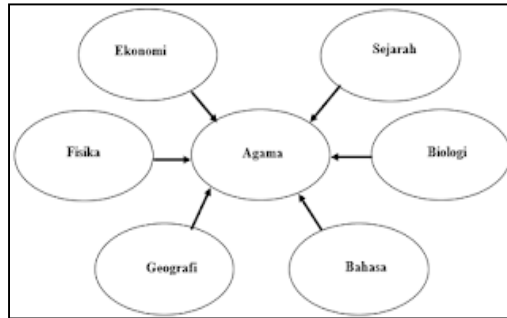 Ekonomi
Sejarah
Fisika
Agama
Biologi
Geografi
Bahasa